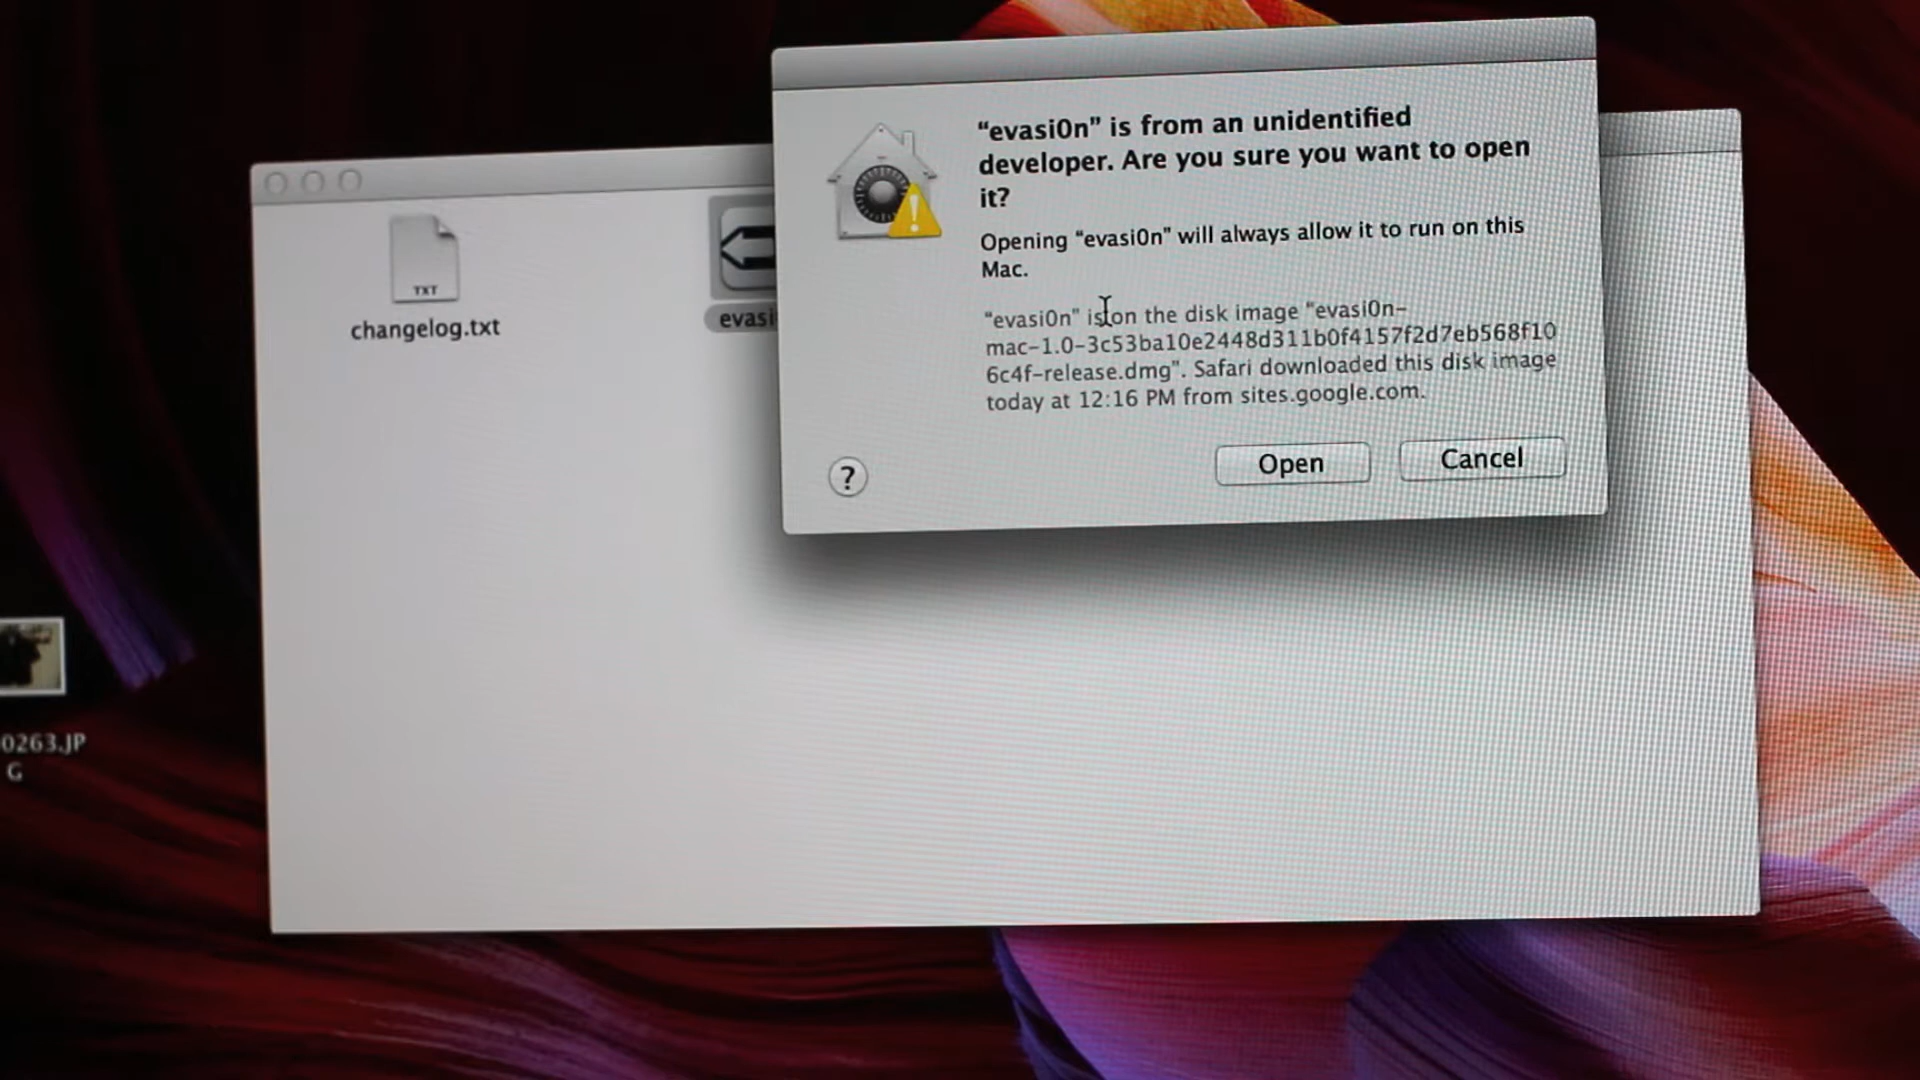 “evasi0n” is from an unidentified
developer. Are you sure you want to open
it?
Opening “evasi0n” will always allow it to run on this
Mac.
“evasi0n” is on the disk image “evasi0n-
mac-1.0-3c53ba10e2448d311b0f4157f2d7eb568f10
6c4f-release.dmg”. Safari downloaded this disk image
today at 12:16 PM from sites.google.com.
?
Open
Cancel
TXT
changelog.txt
evasi
0263.JP
G